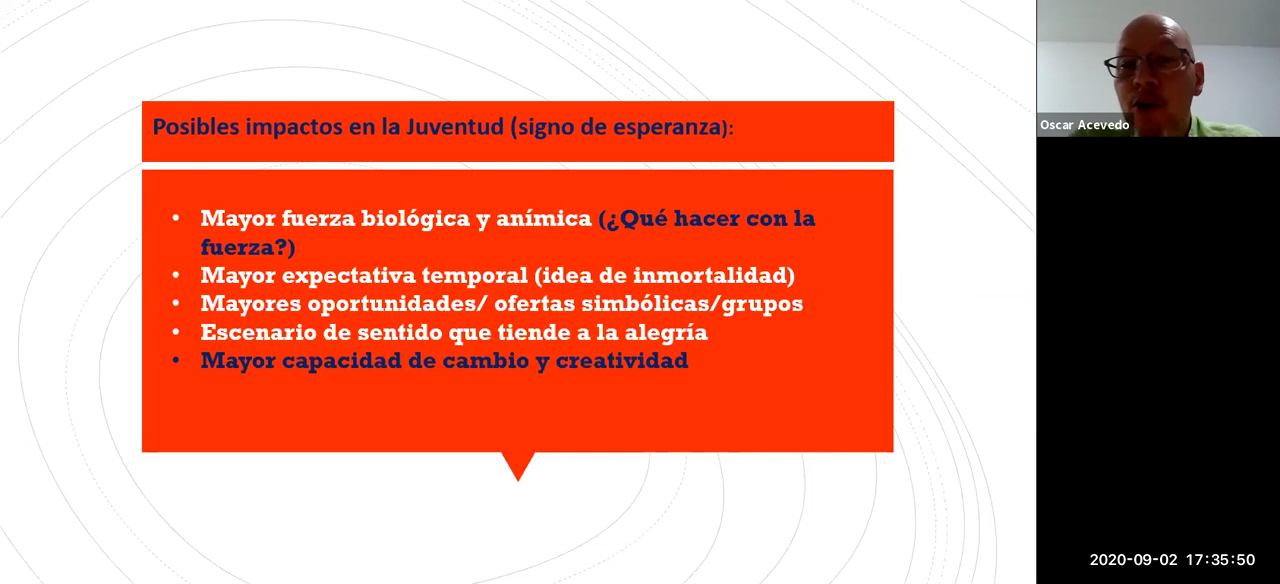 Posibles impactos en la Juventud (signo de esperanza):
• Mayor fuerza biológica y anímica (¿Qué hacer con la
fuerza?)
• Mayor expectativa temporal (idea de inmortalidad)
• Mayores oportunidades/ ofertas simbólicas/grupos
• Escenario de sentido que tiende a la alegría
• Mayor capacidad de cambio y creatividad
Oscar Acevedo
2020-09-02 17:35:50